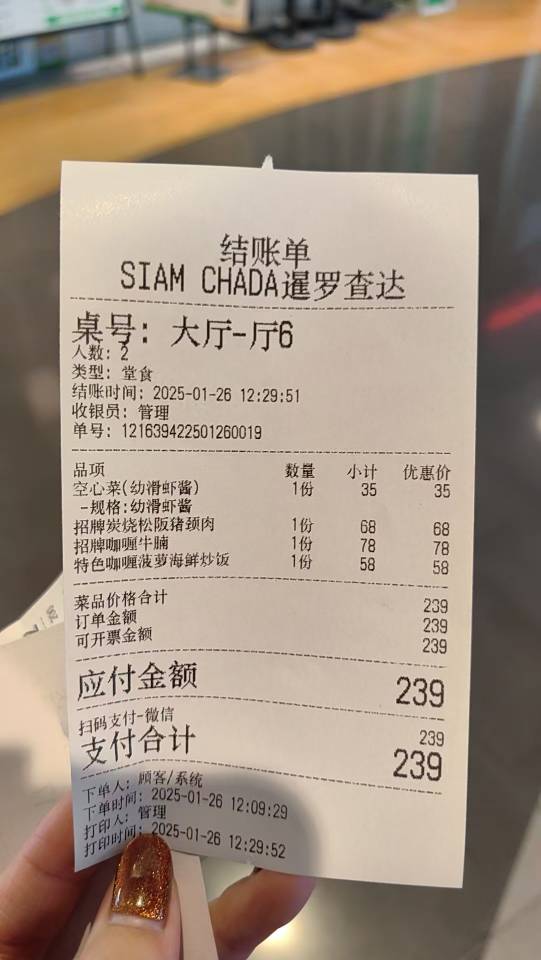 结账单
SIAM CHADA暹罗查达
桌号: 大厅-厅6
人数: 2
类型: 堂食
结账时间: 2025-01-26 12:29:51
收银员: 管理
单号: 121639422501260019
品项 数量 小计 优惠价
空心菜(幼滑虾酱) 1份 35 35
-规格:幼滑虾酱
招牌炭烧松阪猪颈肉 1份 68 68
招牌咖喱牛腩 1份 78 78
特色咖喱菠萝海鲜炒饭 1份 58 58
菜品价格合计 239
订单金额 239
可开票金额 239
应付金额 239
扫码支付-微信 239
支付合计 239
下单人: 顾客/系统
下单时间: 2025-01-26 12:09:29
打印人: 管理
打印时间: 2025-01-26 12:29:52